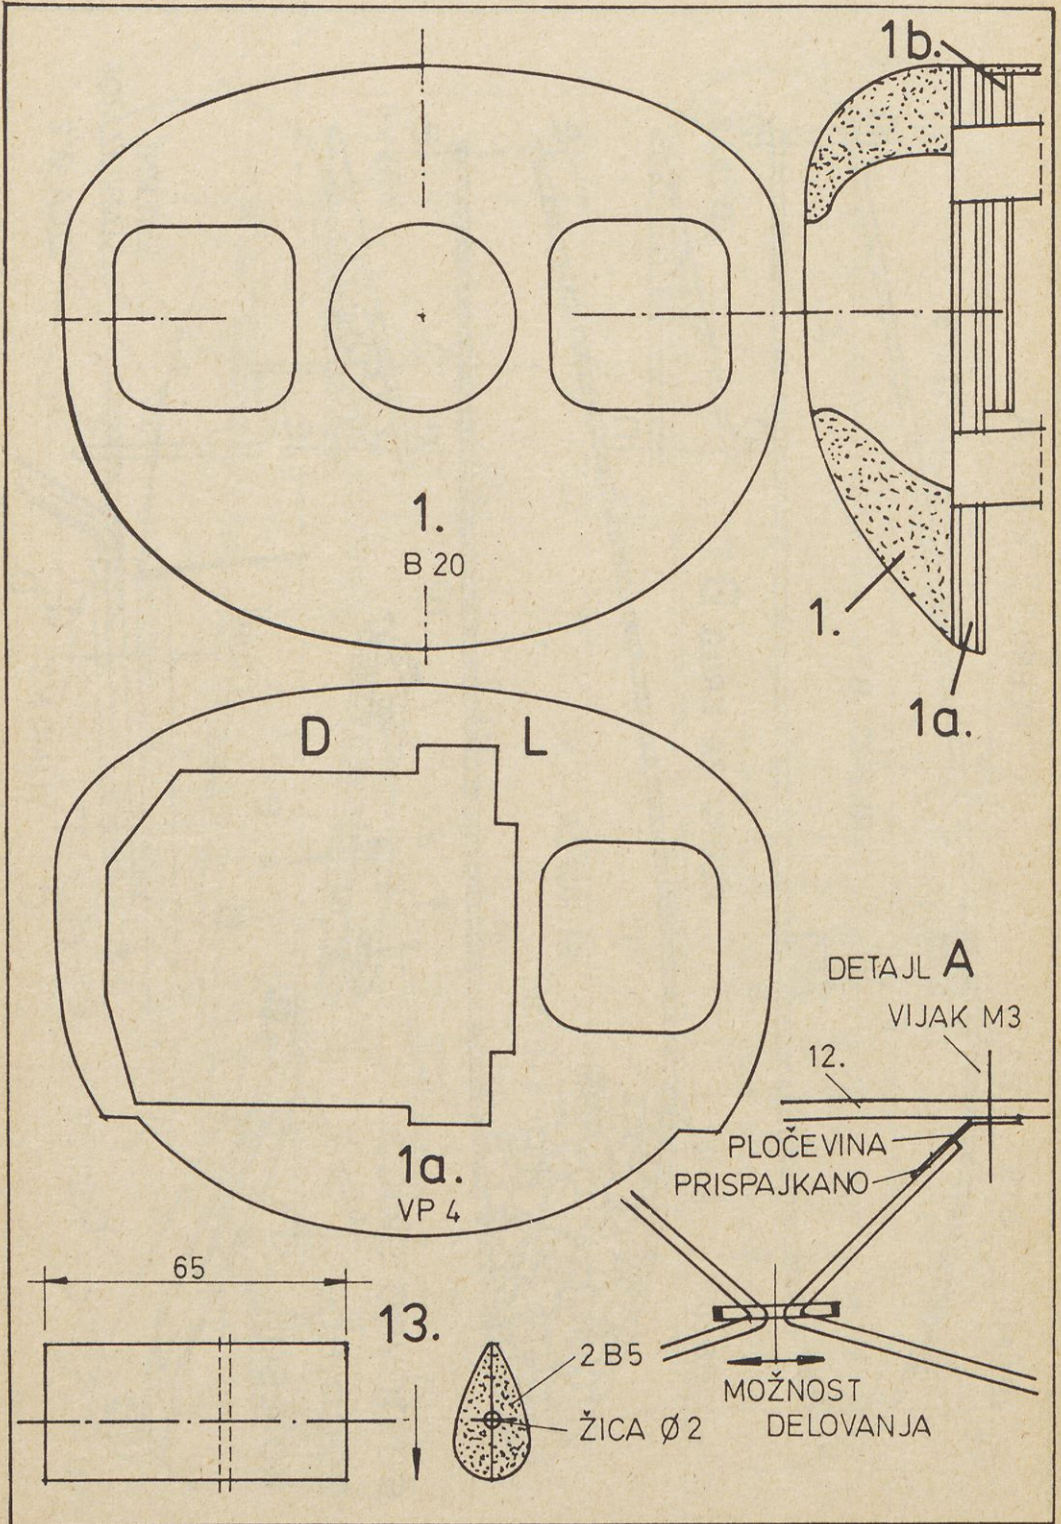 1b.
1.
B 20
1.
1a.
D L
DETAJL A
VIJAK M3
12.
PLOČEVINA
PRISPAJKANO
1a.
VP 4
65
13.
2 B5
ŽICA Ø 2
MOŽNOST
DELOVANJA